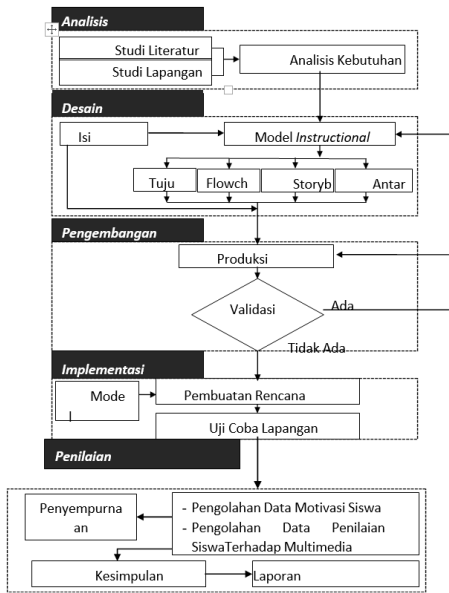 Analisis
Studi Literatur
Studi Lapangan
Analisis Kebutuhan
Desain
Isi
Model Instructional
Tuju
Flowch
Storyb
Antar
Pengembangan
Produksi
Validasi
Ada
Tidak Ada
Implementasi
Mode
l
Pembuatan Rencana
Uji Coba Lapangan
Penilaian
Penyempurna
an
- Pengolahan Data Motivasi Siswa
- Pengolahan Data Penilaian
SiswaTerhadap Multimedia
Kesimpulan
Laporan